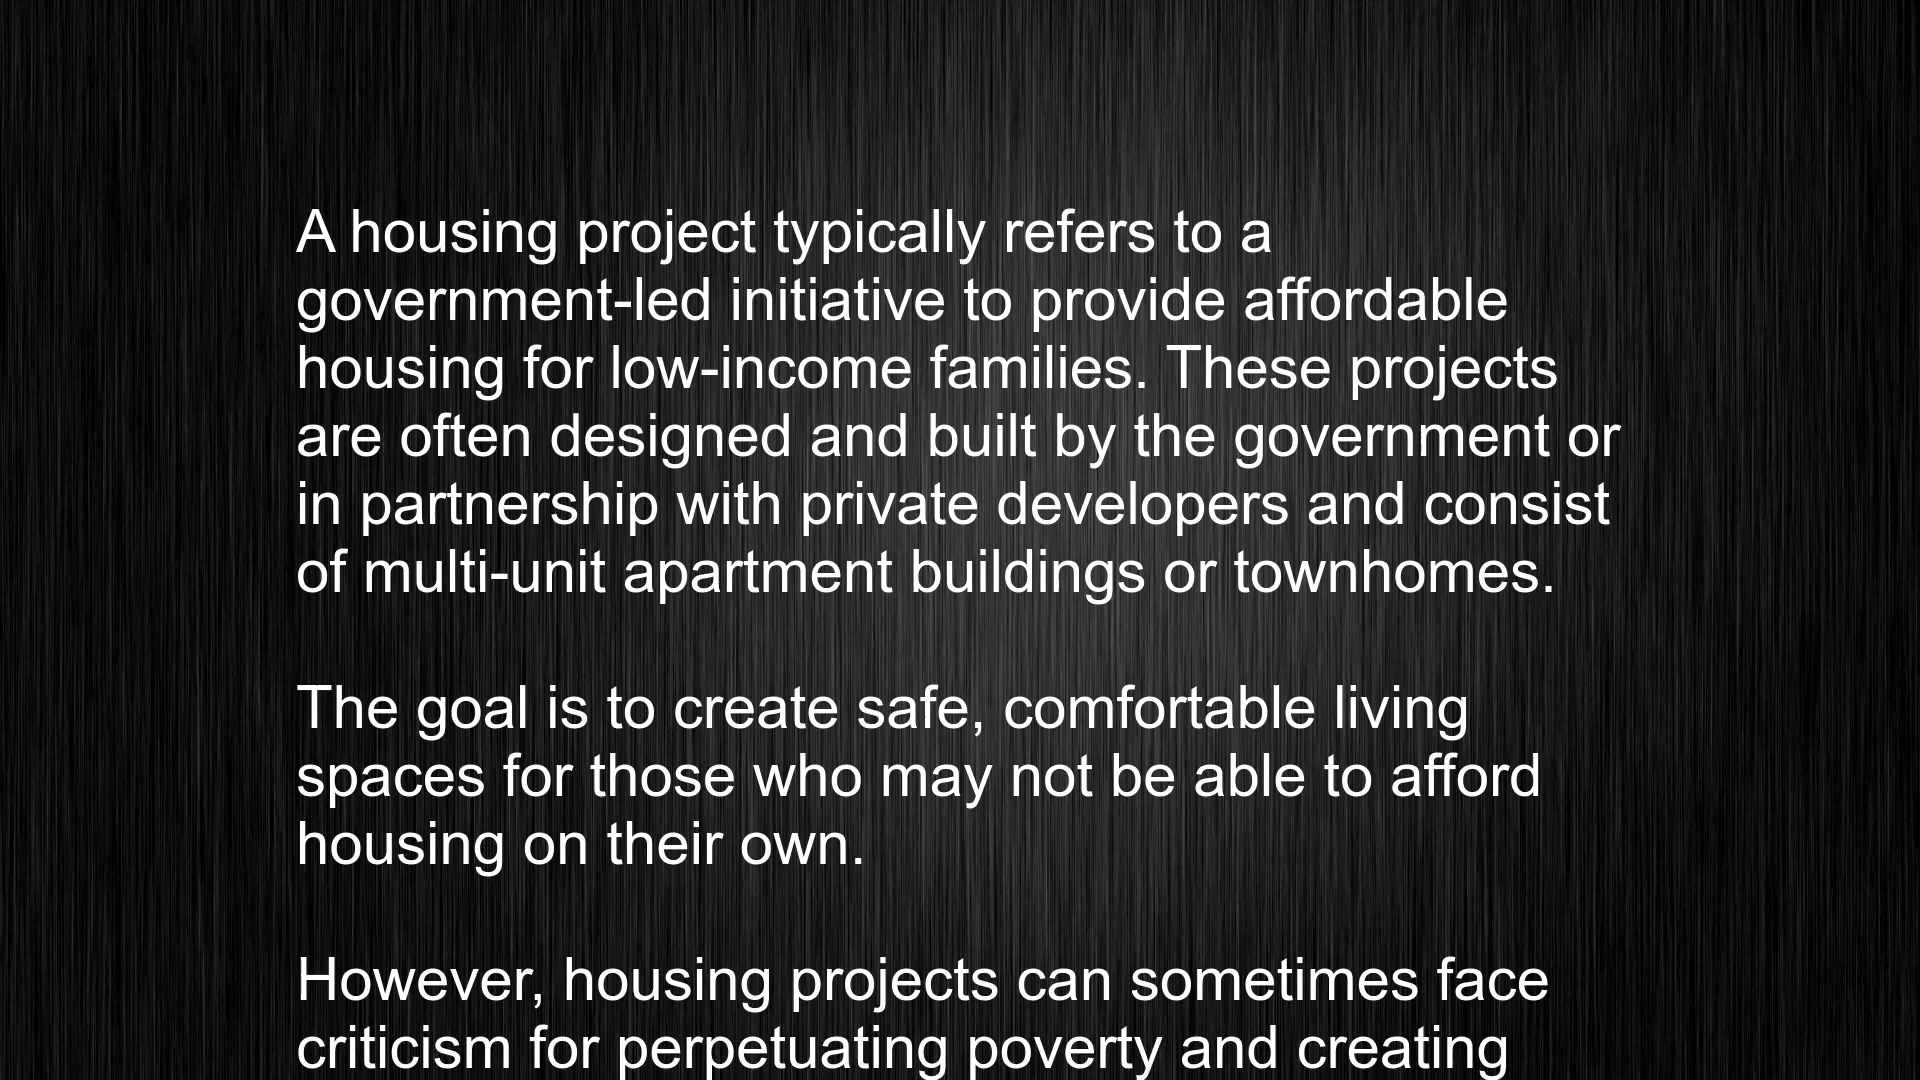 A housing project typically refers to a
government-led initiative to provide affordable
housing for low-income families. These projects
are often designed and built by the government or
in partnership with private developers and consist
of multi-unit apartment buildings or townhomes.
The goal is to create safe, comfortable living
spaces for those who may not be able to afford
housing on their own.
However, housing projects can sometimes face
criticism for perpetuating poverty and creating